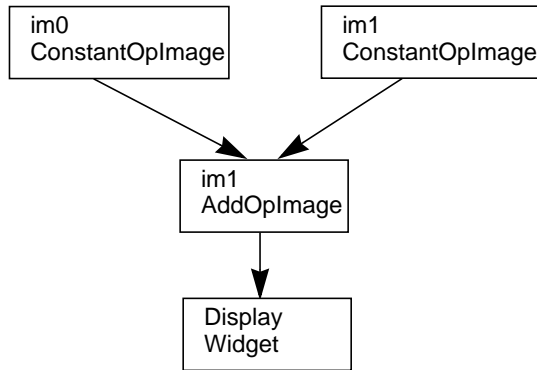 im0
ConstantOpImage
im1
ConstantOpImage
im1
AddOpImage
Display
Widget